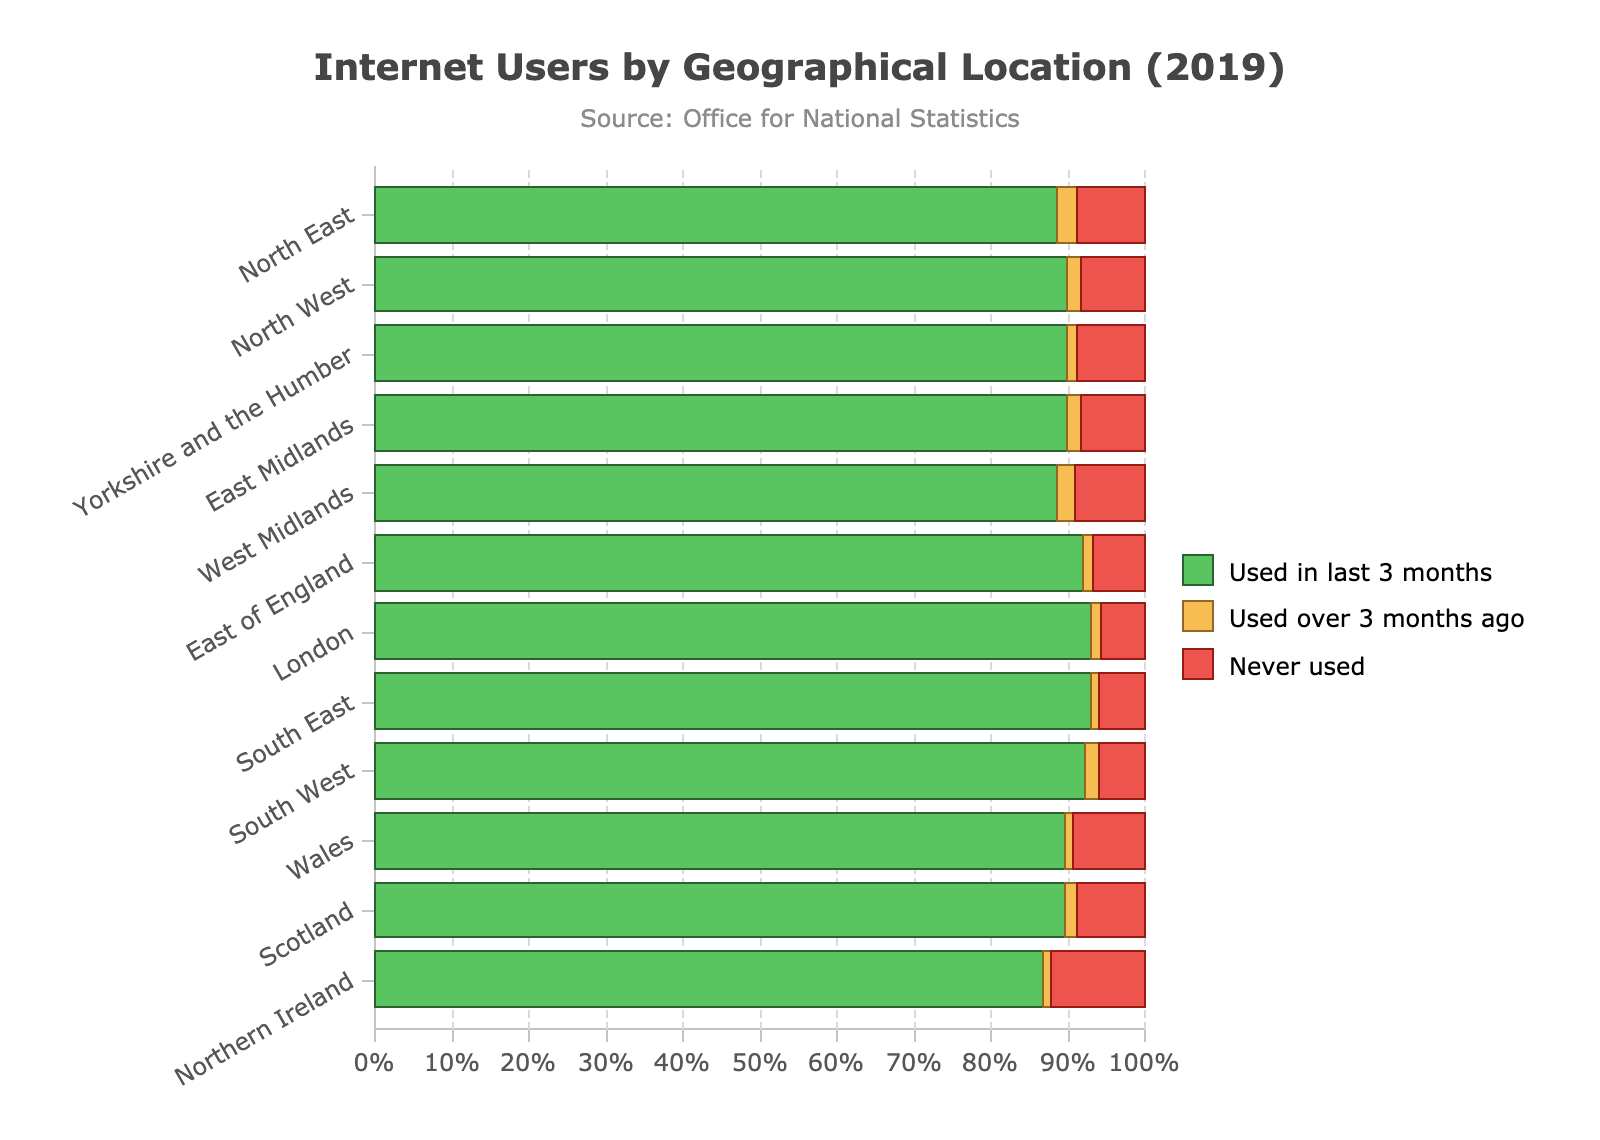 Internet Users by Geographical Location (2019)
Source: Office for National Statistics
North East
North West
Yorkshire and the Humber
East Midlands
West Midlands
East of England
London
South East
South West
Wales
Scotland
Northern Ireland
0% 10% 20% 30% 40% 50% 60% 70% 80% 90% 100%
Used in last 3 months
Used over 3 months ago
Never used